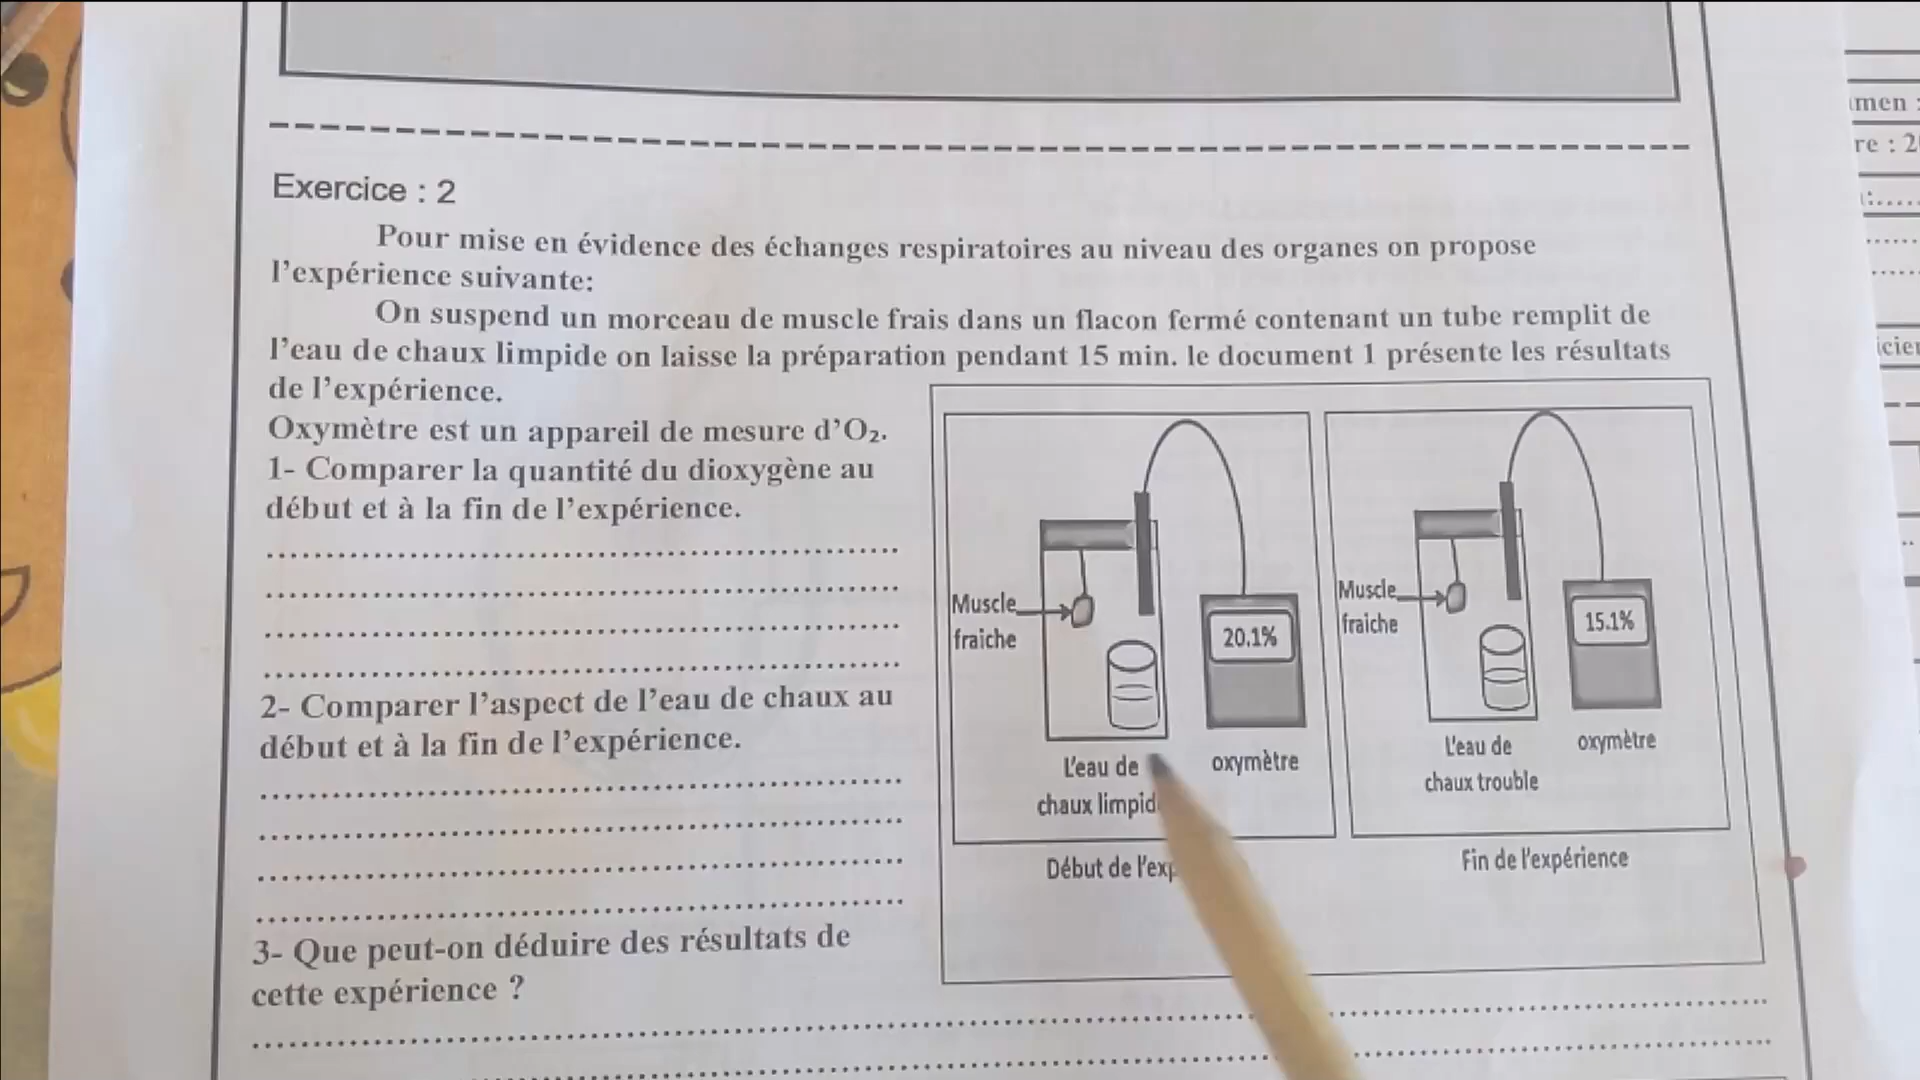 Exercice : 2
Pour mise en évidence des échanges respiratoires au niveau des organes on propose
l'expérience suivante:
On suspend un morceau de muscle frais dans un flacon fermé contenant un tube remplit de
l'eau de chaux limpide on laisse la préparation pendant 15 min. le document 1 présente les résultats
de l'expérience.
Oxymètre est un appareil de mesure d'O₂.
1- Comparer la quantité du dioxygène au
début et à la fin de l'expérience.
2- Comparer l'aspect de l'eau de chaux au
début et à la fin de l'expérience.
3- Que peut-on déduire des résultats de
cette expérience ?
Muscle
fraiche
20.1%
L'eau de
chaux limpid
oxymètre
Début de l'exp
Muscle
fraiche
15.1%
L'eau de
chaux trouble
oxymètre
Fin de l'expérience
men :
re : 2